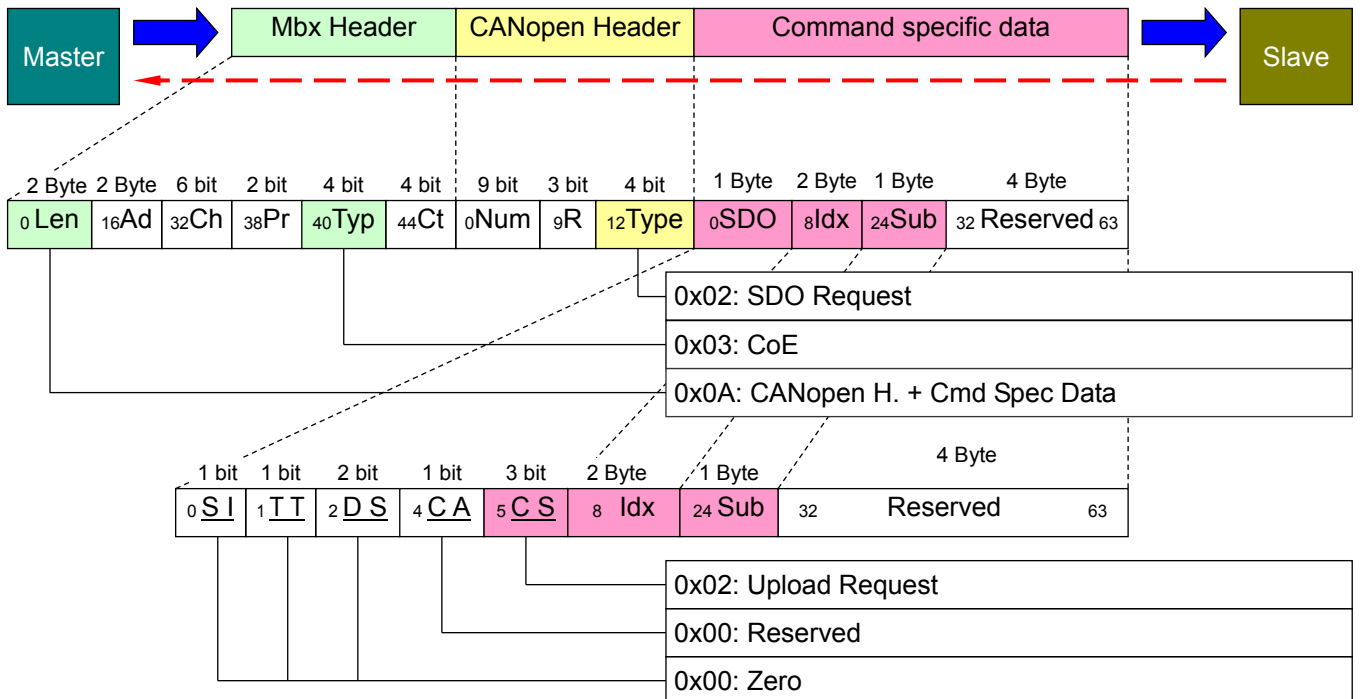 Master
Mbx Header
CANopen Header
Command specific data
Slave
2 Byte 2 Byte 6 bit 2 bit 4 bit 4 bit 9 bit 3 bit 4 bit 1 Byte 2 Byte 1 Byte 4 Byte
0 Len 16Ad 32Ch 38Pr 40Typ 44Ct 0Num 9R 12Type 0SDO 8Idx 24Sub 32 Reserved 63
0x02: SDO Request
0x03: CoE
0x0A: CANopen H. + Cmd Spec Data
1 bit 1 bit 2 bit 1 bit 3 bit 2 Byte 1 Byte 4 Byte
0 S I 1 TT 2 D S 4 C A 5 C S 8 Idx 24 Sub 32 Reserved 63
0x02: Upload Request
0x00: Reserved
0x00: Zero